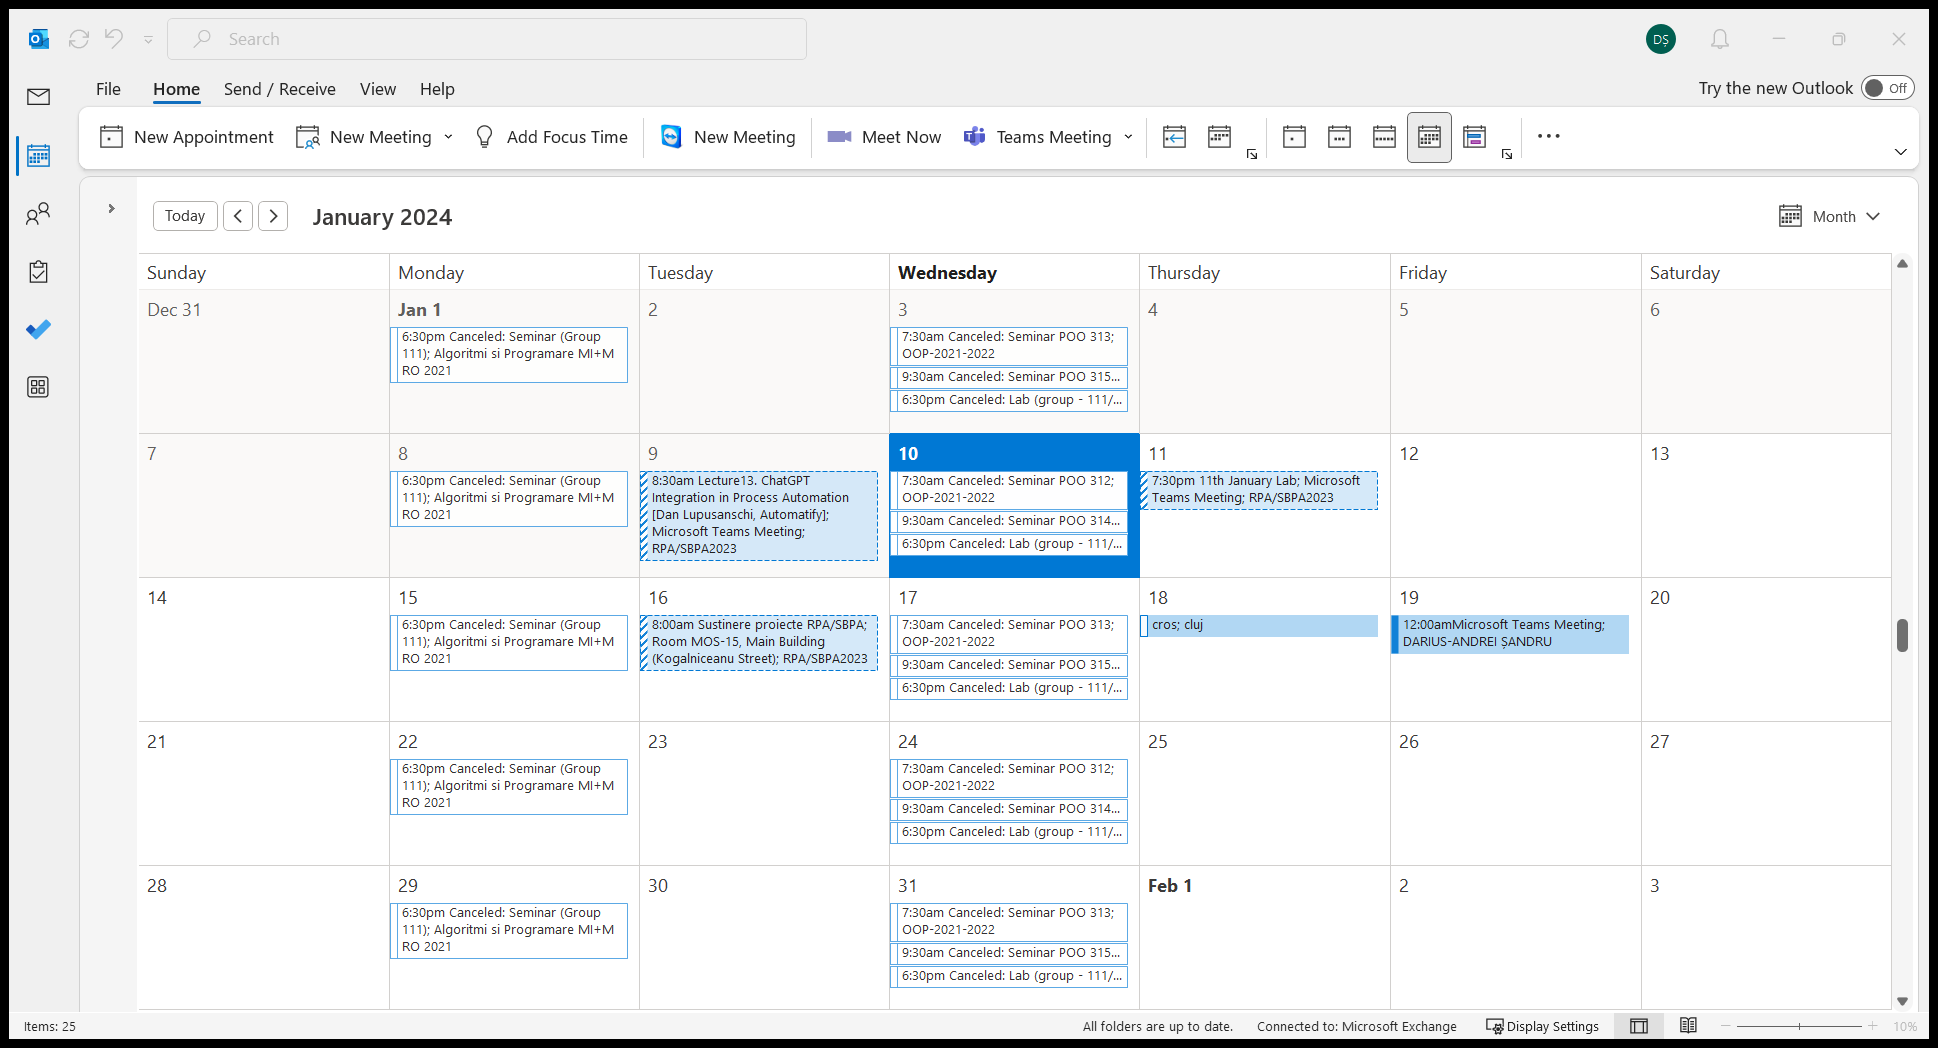 Search
DȘ
File Home Send / Receive View Help
Try the new Outlook Off
New Appointment New Meeting Add Focus Time New Meeting Meet Now Teams Meeting
Today January 2024 Month
Sunday Monday Tuesday Wednesday Thursday Friday Saturday
Dec 31 Jan 1 2 3 4 5 6
6:30pm Canceled: Seminar (Group
111); Algoritmi si Programare MI+M
RO 2021
7:30am Canceled: Seminar POO 313;
OOP-2021-2022
9:30am Canceled: Seminar POO 315...
6:30pm Canceled: Lab (group - 111/...
7 8 9 10 11 12 13
6:30pm Canceled: Seminar (Group
111); Algoritmi si Programare MI+M
RO 2021
8:30am Lecture13. ChatGPT
Integration in Process Automation
[Dan Lupusanschi, Automatify];
Microsoft Teams Meeting;
RPA/SBPA2023
7:30am Canceled: Seminar POO 312;
OOP-2021-2022
9:30am Canceled: Seminar POO 314...
6:30pm Canceled: Lab (group - 111/...
7:30pm 11th January Lab; Microsoft
Teams Meeting; RPA/SBPA2023
14 15 16 17 18 19 20
6:30pm Canceled: Seminar (Group
111); Algoritmi si Programare MI+M
RO 2021
8:00am Sustinere proiecte RPA/SBPA;
Room MOS-15, Main Building
(Kogalniceanu Street); RPA/SBPA2023
7:30am Canceled: Seminar POO 313;
OOP-2021-2022
9:30am Canceled: Seminar POO 315...
6:30pm Canceled: Lab (group - 111/...
cros; cluj
12:00amMicrosoft Teams Meeting;
DARIUS-ANDREI ȘANDRU
21 22 23 24 25 26 27
6:30pm Canceled: Seminar (Group
111); Algoritmi si Programare MI+M
RO 2021
7:30am Canceled: Seminar POO 312;
OOP-2021-2022
9:30am Canceled: Seminar POO 314...
6:30pm Canceled: Lab (group - 111/...
28 29 30 31 Feb 1 2 3
6:30pm Canceled: Seminar (Group
111); Algoritmi si Programare MI+M
RO 2021
7:30am Canceled: Seminar POO 313;
OOP-2021-2022
9:30am Canceled: Seminar POO 315...
6:30pm Canceled: Lab (group - 111/...
Items: 25 All folders are up to date. Connected to: Microsoft Exchange Display Settings 10%